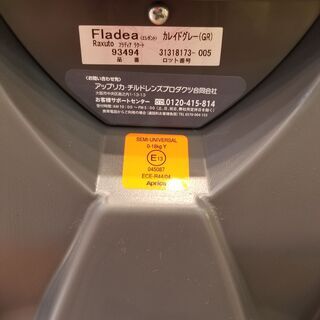 Fladea(エレガント) カレイドグレー(GR)
Raxuto フラディア ラクート
93494 31318173-005
品 番 ロット番号
<お問い合わせ先>
アップリカ・チルドレンズプロダクツ合同会社
お客様サポートセンター 0120-415-814
SEMI-UNIVERSAL
0-18kg Y
E13
045087
ECE-R44/04
Aprica